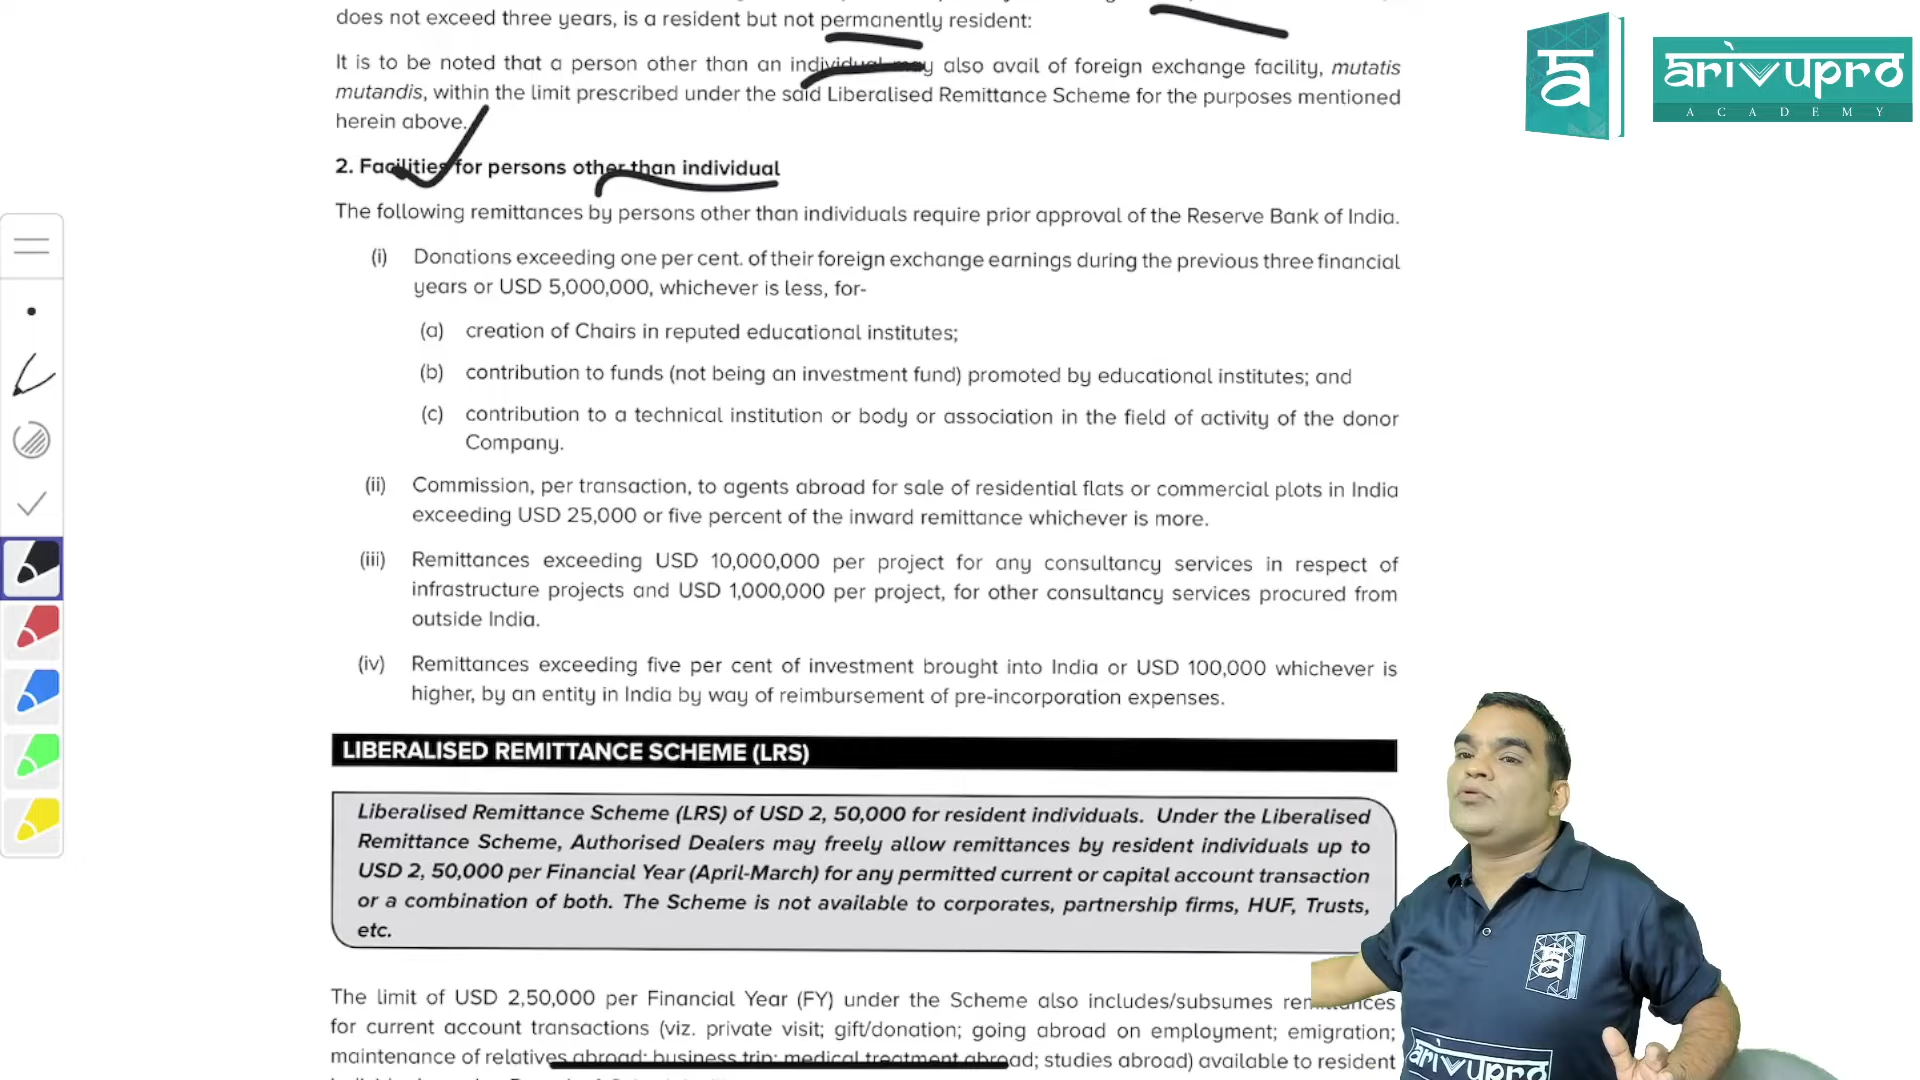 does not exceed three years, is a resident but not permanently resident:
It is to be noted that a person other than an individual may also avail of foreign exchange facility, mutatis
mutandis, within the limit prescribed under the said Liberalised Remittance Scheme for the purposes mentioned
herein above.
2. Facilities for persons other than individual
The following remittances by persons other than individuals require prior approval of the Reserve Bank of India.
(i) Donations exceeding one per cent. of their foreign exchange earnings during the previous three financial
years or USD 5,000,000, whichever is less, for-
(a) creation of Chairs in reputed educational institutes;
(b) contribution to funds (not being an investment fund) promoted by educational institutes; and
(c) contribution to a technical institution or body or association in the field of activity of the donor
Company.
(ii) Commission, per transaction, to agents abroad for sale of residential flats or commercial plots in India
exceeding USD 25,000 or five percent of the inward remittance whichever is more.
(iii) Remittances exceeding USD 10,000,000 per project for any consultancy services in respect of
infrastructure projects and USD 1,000,000 per project, for other consultancy services procured from
outside India.
(iv) Remittances exceeding five per cent of investment brought into India or USD 100,000 whichever is
higher, by an entity in India by way of reimbursement of pre-incorporation expenses.
LIBERALISED REMITTANCE SCHEME (LRS)
Liberalised Remittance Scheme (LRS) of USD 2, 50,000 for resident individuals. Under the Liberalised
Remittance Scheme, Authorised Dealers may freely allow remittances by resident individuals up to
USD 2, 50,000 per Financial Year (April-March) for any permitted current or capital account transaction
or a combination of both. The Scheme is not available to corporates, partnership firms, HUF, Trusts,
etc.
The limit of USD 2,50,000 per Financial Year (FY) under the Scheme also includes/subsumes remittances
for current account transactions (viz. private visit; gift/donation; going abroad on employment; emigration;
maintenance of relatives abroad; business trip; medical treatment abroad; studies abroad) available to resident
arivupro
ACADEMY
arivupro